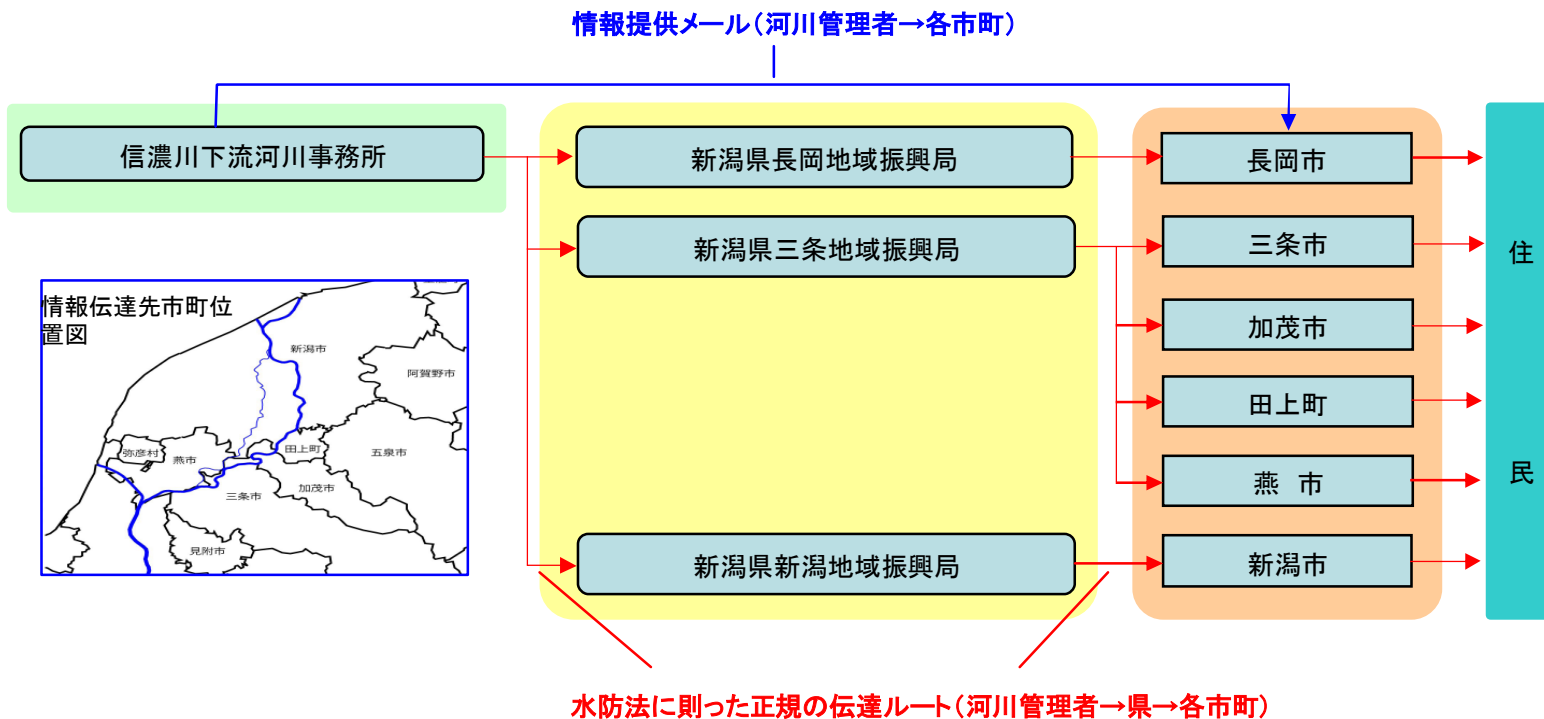 情報提供メール（河川管理者→各市町）
信濃川下流河川事務所
新潟県長岡地域振興局
長岡市
新潟県三条地域振興局
三条市
加茂市
田上町
燕　市
新潟県新潟地域振興局
新潟市
住
民
情報伝達先市町位
置図
新潟市
阿賀野市
弥彦村
燕市
田上町
五泉市
三条市
加茂市
見附市
水防法に則った正規の伝達ルート（河川管理者→県→各市町）